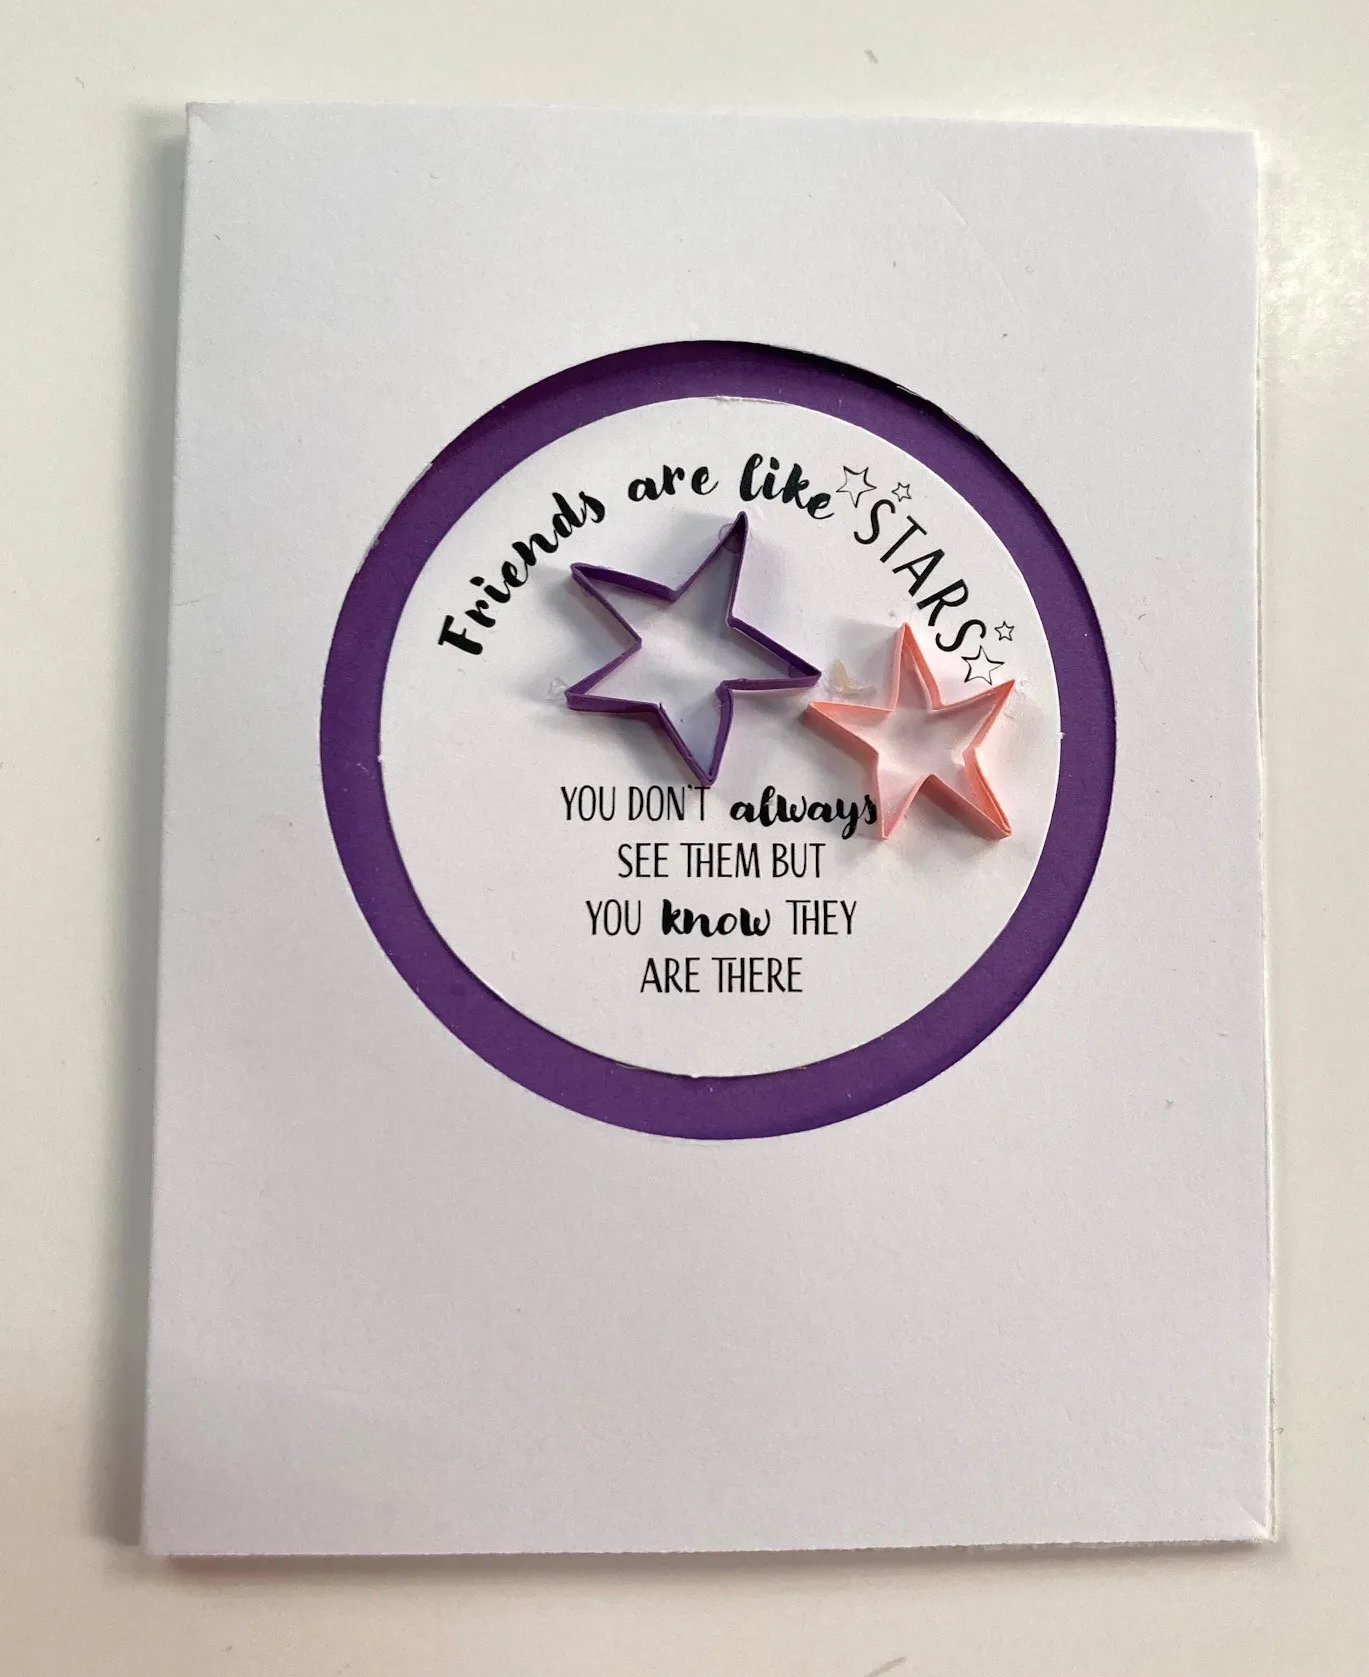 Friends are like STARS
YOU DON'T always
SEE THEM BUT
YOU know THEY
ARE THERE